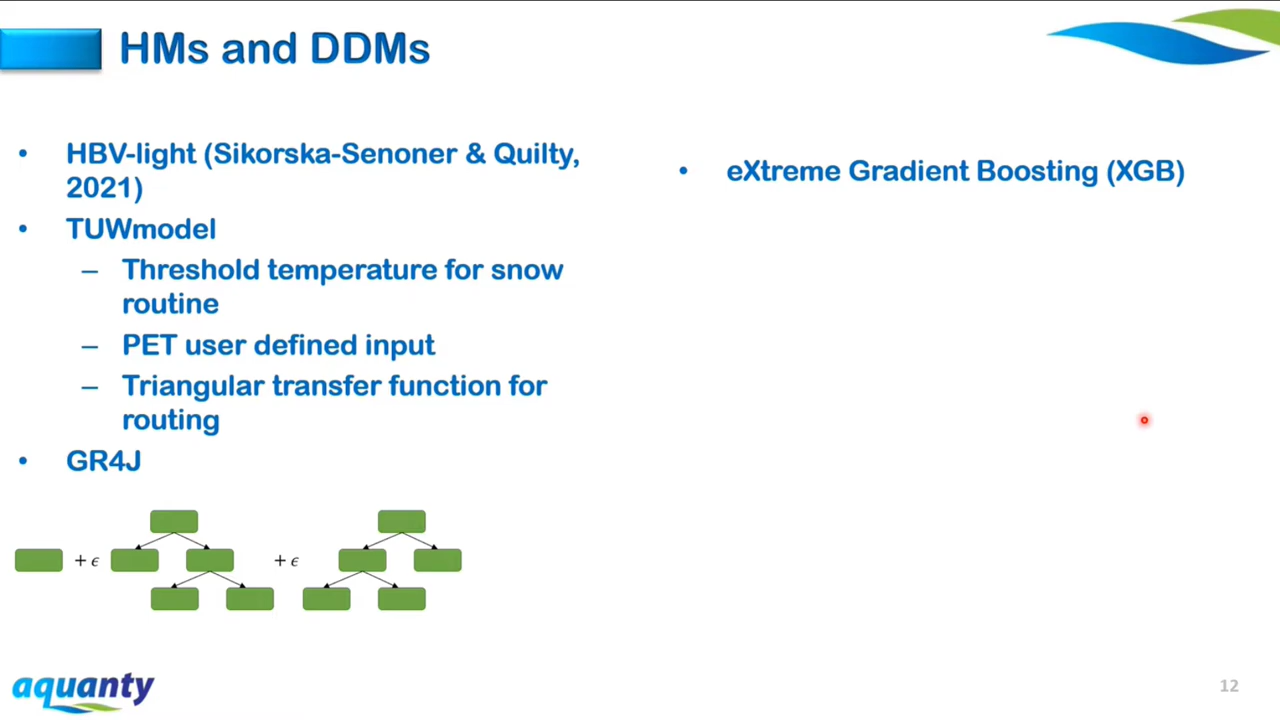 HMs and DDMs
• HBV-light (Sikorska-Senoner & Quilty,
2021)
• TUWmodel
– Threshold temperature for snow
routine
– PET user defined input
– Triangular transfer function for
routing
• GR4J
• eXtreme Gradient Boosting (XGB)
+ ϵ
+ ϵ
aquanty
12